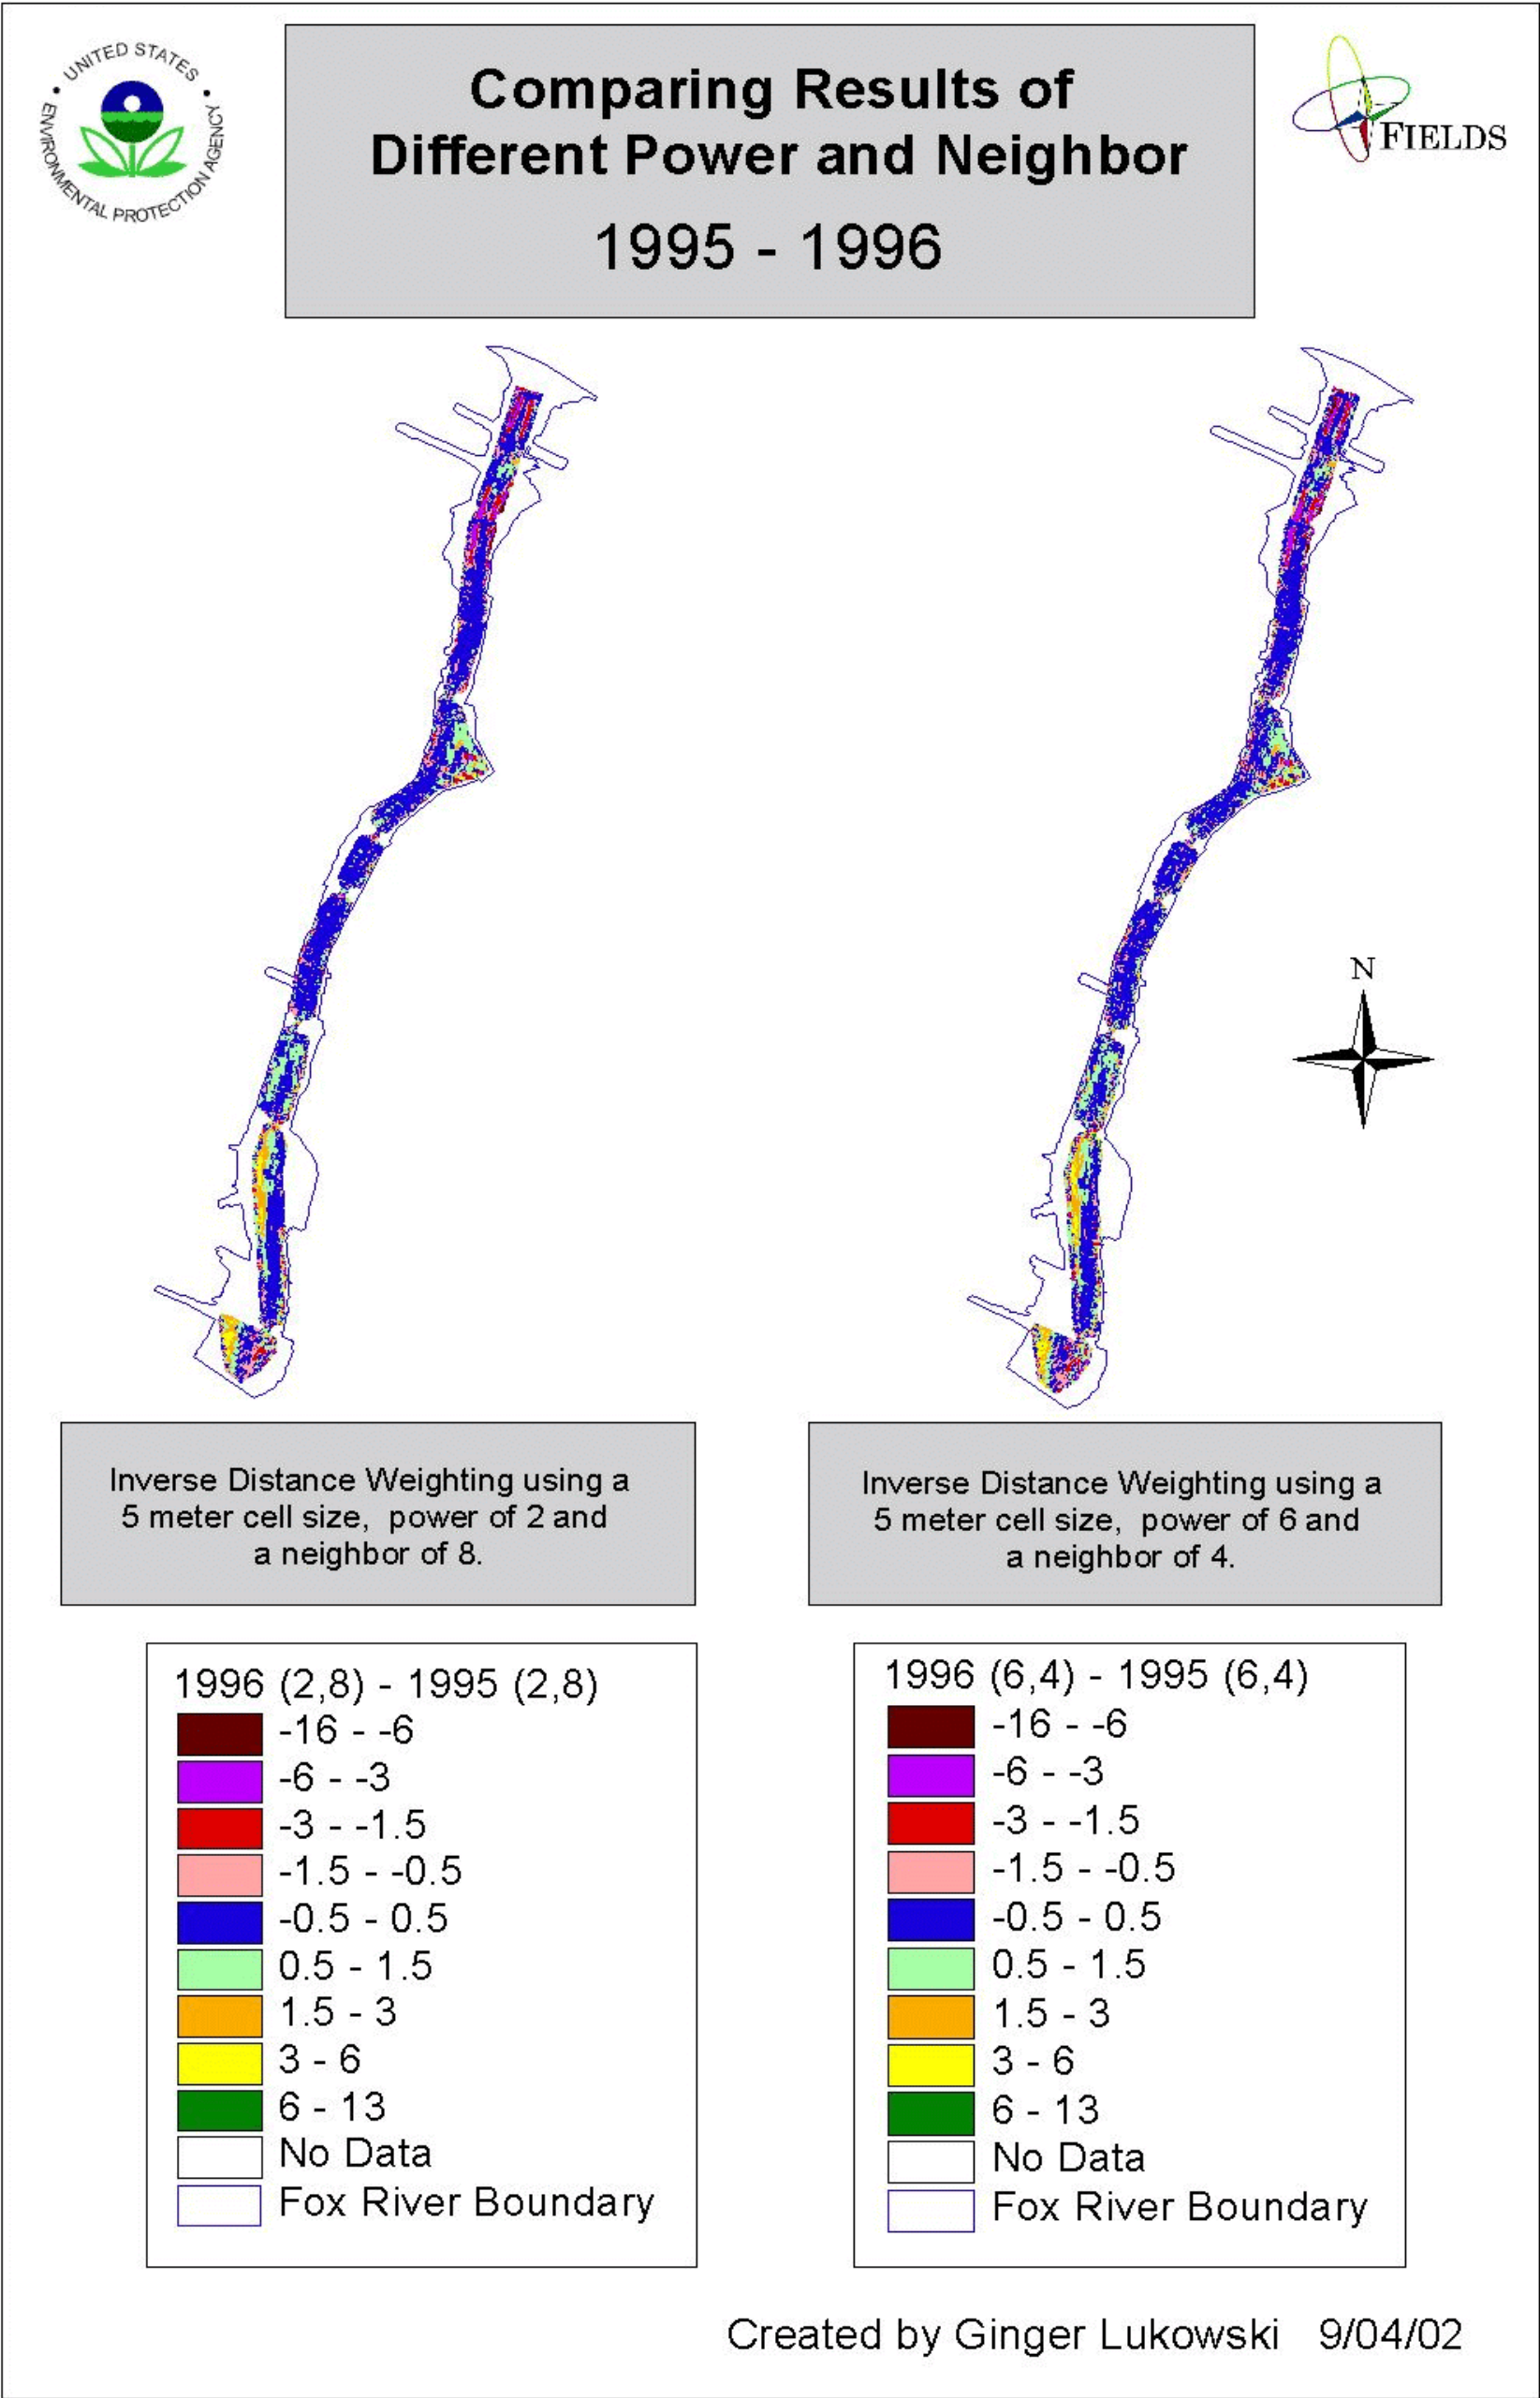 UNITED STATES
ENVIRONMENTAL PROTECTION AGENCY
Comparing Results of
Different Power and Neighbor
1995 - 1996
FIELDS
N
Inverse Distance Weighting using a
5 meter cell size, power of 2 and
a neighbor of 8.
Inverse Distance Weighting using a
5 meter cell size, power of 6 and
a neighbor of 4.
1996 (2,8) - 1995 (2,8)
-16 - -6
-6 - -3
-3 - -1.5
-1.5 - -0.5
-0.5 - 0.5
0.5 - 1.5
1.5 - 3
3 - 6
6 - 13
No Data
Fox River Boundary
1996 (6,4) - 1995 (6,4)
-16 - -6
-6 - -3
-3 - -1.5
-1.5 - -0.5
-0.5 - 0.5
0.5 - 1.5
1.5 - 3
3 - 6
6 - 13
No Data
Fox River Boundary
Created by Ginger Lukowski 9/04/02